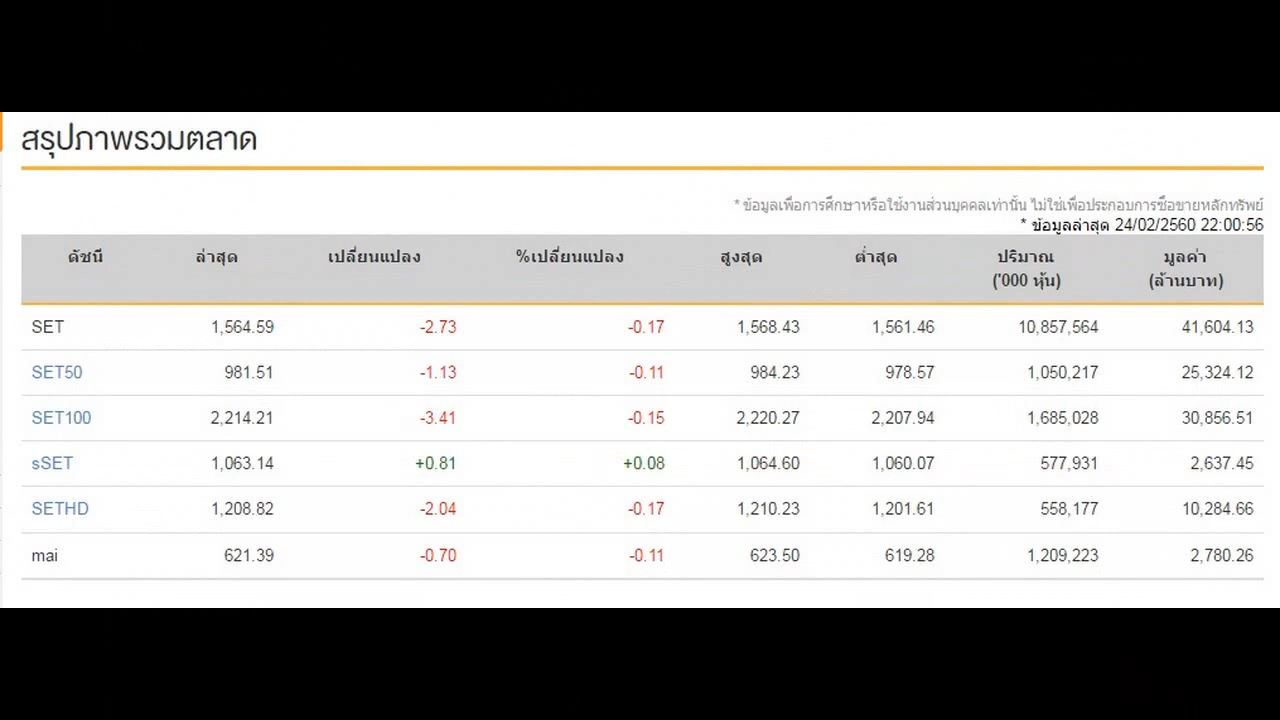 สรุปภาพรวมตลาด
* ข้อมูลเพื่อการศึกษาหรือใช้งานส่วนบุคคลเท่านั้น ไม่ใช่เพื่อประกอบการซื้อขายหลักทรัพย์
* ข้อมูลล่าสุด 24/02/2560 22:00:56
ดัชนี ล่าสุด เปลี่ยนแปลง %เปลี่ยนแปลง สูงสุด ต่ำสุด ปริมาณ มูลค่า
('000 หุ้น) (ล้านบาท)
SET 1,564.59 -2.73 -0.17 1,568.43 1,561.46 10,857,564 41,604.13
SET50 981.51 -1.13 -0.11 984.23 978.57 1,050,217 25,324.12
SET100 2,214.21 -3.41 -0.15 2,220.27 2,207.94 1,685,028 30,856.51
sSET 1,063.14 +0.81 +0.08 1,064.60 1,060.07 577,931 2,637.45
SETHD 1,208.82 -2.04 -0.17 1,210.23 1,201.61 558,177 10,284.66
mai 621.39 -0.70 -0.11 623.50 619.28 1,209,223 2,780.26